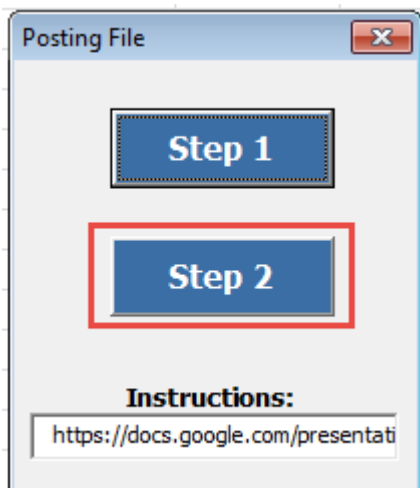 Posting File
Step 1
Step 2
Instructions:
https://docs.google.com/presentati